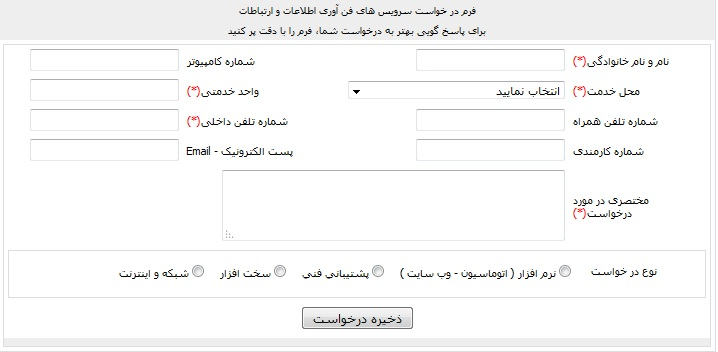 فرم در خواست سرویس های فن آوری اطلاعات و ارتباطات
برای پاسخ گویی بهتر به درخواست شما، فرم را با دقت پر کنید
نام و نام خانوادگی(*) شماره کامپیوتر
محل خدمت(*) انتخاب نمایید واحد خدمتی(*)
شماره تلفن همراه شماره تلفن داخلی(*)
شماره کارمندی پست الکترونیک - Email
مختصری در مورد
درخواست(*)
نوع در خواست نرم افزار ( اتوماسیون - وب سایت ) پشتیبانی فنی سخت افزار شبکه و اینترنت
ذخیره درخواست